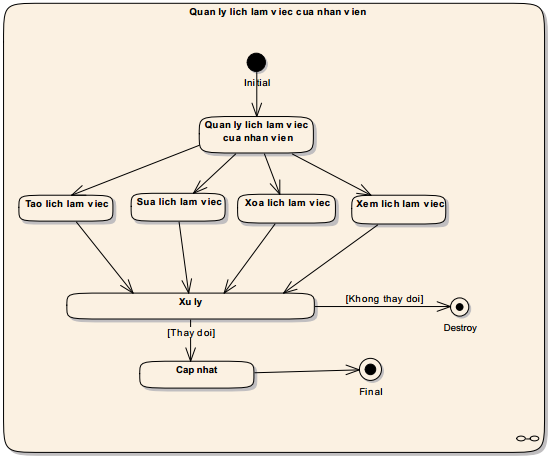 Quan ly lich lam viec cua nhan vien
Initial
Quan ly lich lam viec
cua nhan vien
Tao lich lam viec
Sua lich lam viec
Xoa lich lam viec
Xem lich lam viec
Xu ly
[Khong thay doi]
Destroy
[Thay doi]
Cap nhat
Final